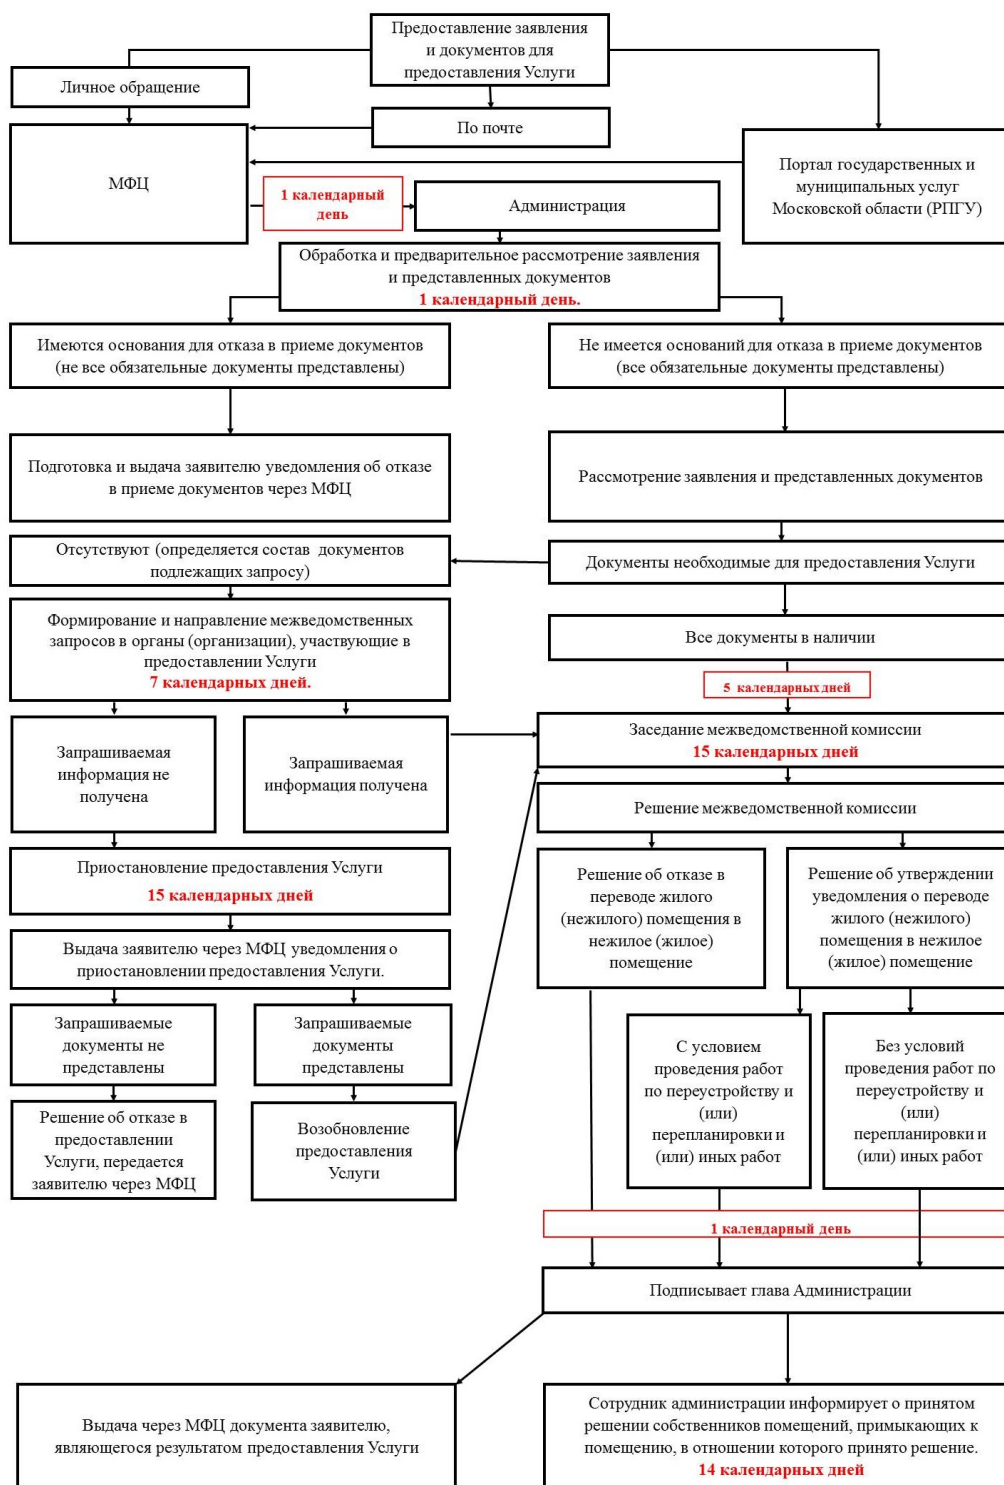 Предоставление заявления
и документов для
предоставления Услуги
Личное обращение
По почте
МФЦ
Портал государственных и
муниципальных услуг
Московской области (РПГУ)
1 календарный
день
Администрация
Обработка и предварительное рассмотрение заявления
и представленных документов
1 календарный день.
Имеются основания для отказа в приеме документов
(не все обязательные документы представлены)
Не имеется оснований для отказа в приеме документов
(все обязательные документы представлены)
Подготовка и выдача заявителю уведомления об отказе
в приеме документов через МФЦ
Рассмотрение заявления и представленных документов
Отсутствуют (определяется состав документов
подлежащих запросу)
Документы необходимые для предоставления Услуги
Формирование и направление межведомственных
запросов в органы (организации), участвующие в
предоставлении Услуги
7 календарных дней.
Все документы в наличии
5 календарных дней
Запрашиваемая
информация не
получена
Запрашиваемая
информация получена
Заседание межведомственной комиссии
15 календарных дней
Решение межведомственной комиссии
Приостановление предоставления Услуги
15 календарных дней
Решение об отказе в
переводе жилого
(нежилого) помещения в
нежилое (жилое)
помещение
Решение об утверждении
уведомления о переводе
жилого (нежилого)
помещения в нежилое
(жилое) помещение
Выдача заявителю через МФЦ уведомления о
приостановлении предоставления Услуги.
Запрашиваемые
документы не
представлены
Запрашиваемые
документы
представлены
С условием
проведения работ
по переустройству и
(или)
перепланировки и
(или) иных работ
Без условий
проведения работ по
переустройству и
(или)
перепланировки и
(или) иных работ
Решение об отказе в
предоставлении
Услуги, передается
заявителю через МФЦ
Возобновление
предоставления
Услуги
1 календарный день
Подписывает глава Администрации
Выдача через МФЦ документа заявителю,
являющегося результатом предоставления Услуги
Сотрудник администрации информирует о принятом
решении собственников помещений, примыкающих к
помещению, в отношении которого принято решение.
14 календарных дней